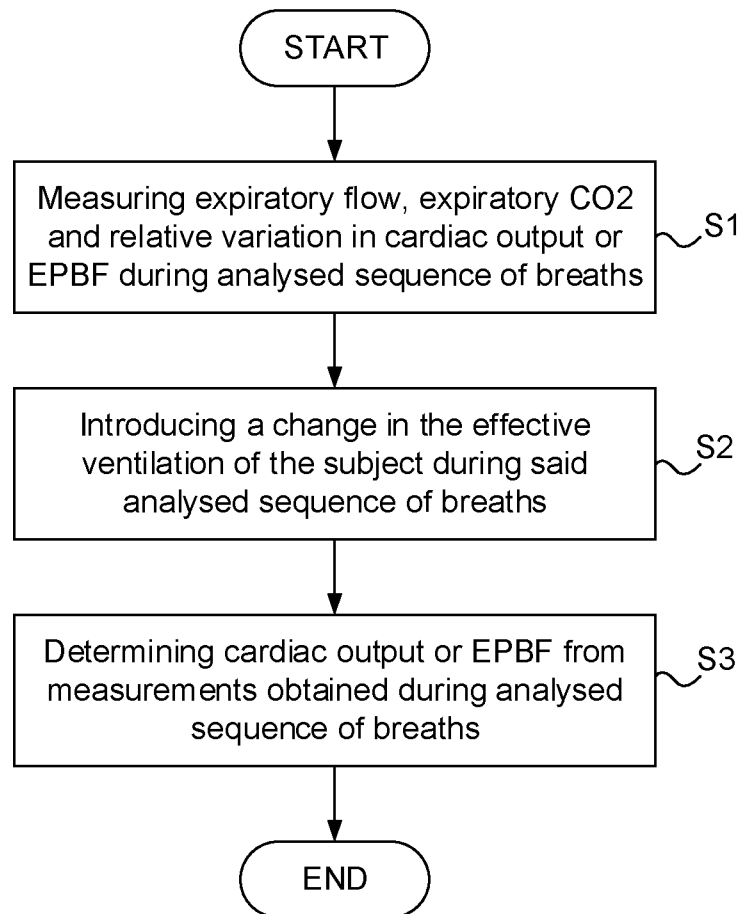 START
Measuring expiratory flow, expiratory CO2
and relative variation in cardiac output or
EPBF during analysed sequence of breaths
S1
Introducing a change in the effective
ventilation of the subject during said
analysed sequence of breaths
S2
Determining cardiac output or EPBF from
measurements obtained during analysed
sequence of breaths
S3
END